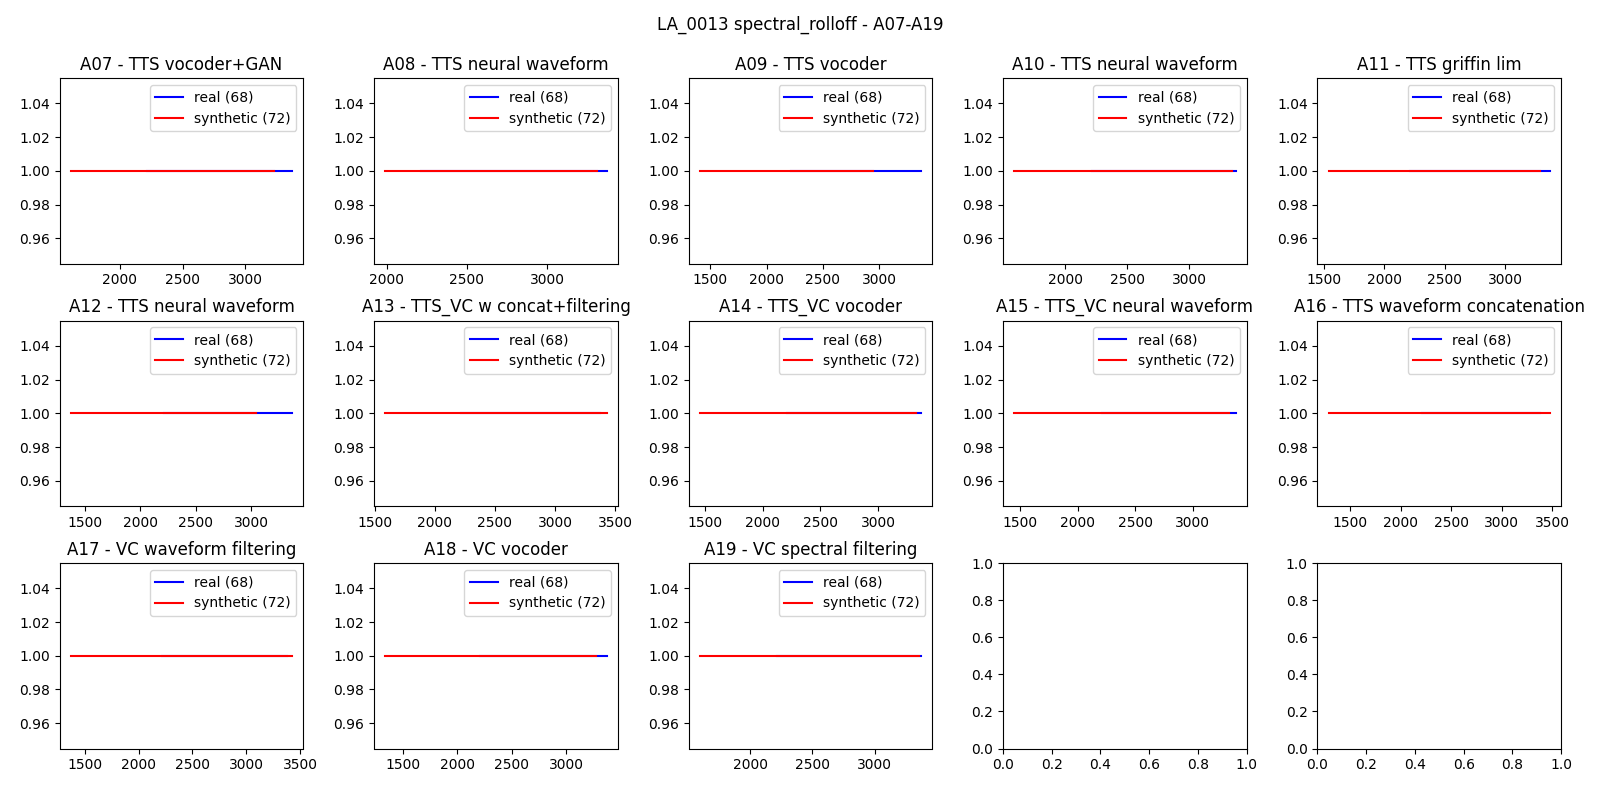 LA_0013 spectral_rolloff - A07-A19
A07 - TTS vocoder+GAN
real (68)
synthetic (72)
1.04
1.02
1.00
0.98
0.96
2000 2500 3000
A08 - TTS neural waveform
real (68)
synthetic (72)
1.04
1.02
1.00
0.98
0.96
2000 2500 3000
A09 - TTS vocoder
real (68)
synthetic (72)
1.04
1.02
1.00
0.98
0.96
1500 2000 2500 3000
A10 - TTS neural waveform
real (68)
synthetic (72)
1.04
1.02
1.00
0.98
0.96
2000 2500 3000
A11 - TTS griffin lim
real (68)
synthetic (72)
1.04
1.02
1.00
0.98
0.96
1500 2000 2500 3000
A12 - TTS neural waveform
real (68)
synthetic (72)
1.04
1.02
1.00
0.98
0.96
1500 2000 2500 3000
A13 - TTS_VC w concat+filtering
real (68)
synthetic (72)
1.04
1.02
1.00
0.98
0.96
1500 2000 2500 3000 3500
A14 - TTS_VC vocoder
real (68)
synthetic (72)
1.04
1.02
1.00
0.98
0.96
1500 2000 2500 3000
A15 - TTS_VC neural waveform
real (68)
synthetic (72)
1.04
1.02
1.00
0.98
0.96
1500 2000 2500 3000
A16 - TTS waveform concatenation
real (68)
synthetic (72)
1.04
1.02
1.00
0.98
0.96
1500 2000 2500 3000 3500
A17 - VC waveform filtering
real (68)
synthetic (72)
1.04
1.02
1.00
0.98
0.96
1500 2000 2500 3000 3500
A18 - VC vocoder
real (68)
synthetic (72)
1.04
1.02
1.00
0.98
0.96
1500 2000 2500 3000
A19 - VC spectral filtering
real (68)
synthetic (72)
1.04
1.02
1.00
0.98
0.96
2000 2500 3000
1.0
0.8
0.6
0.4
0.2
0.0
0.0 0.2 0.4 0.6 0.8 1.0
1.0
0.8
0.6
0.4
0.2
0.0
0.0 0.2 0.4 0.6 0.8 1.0